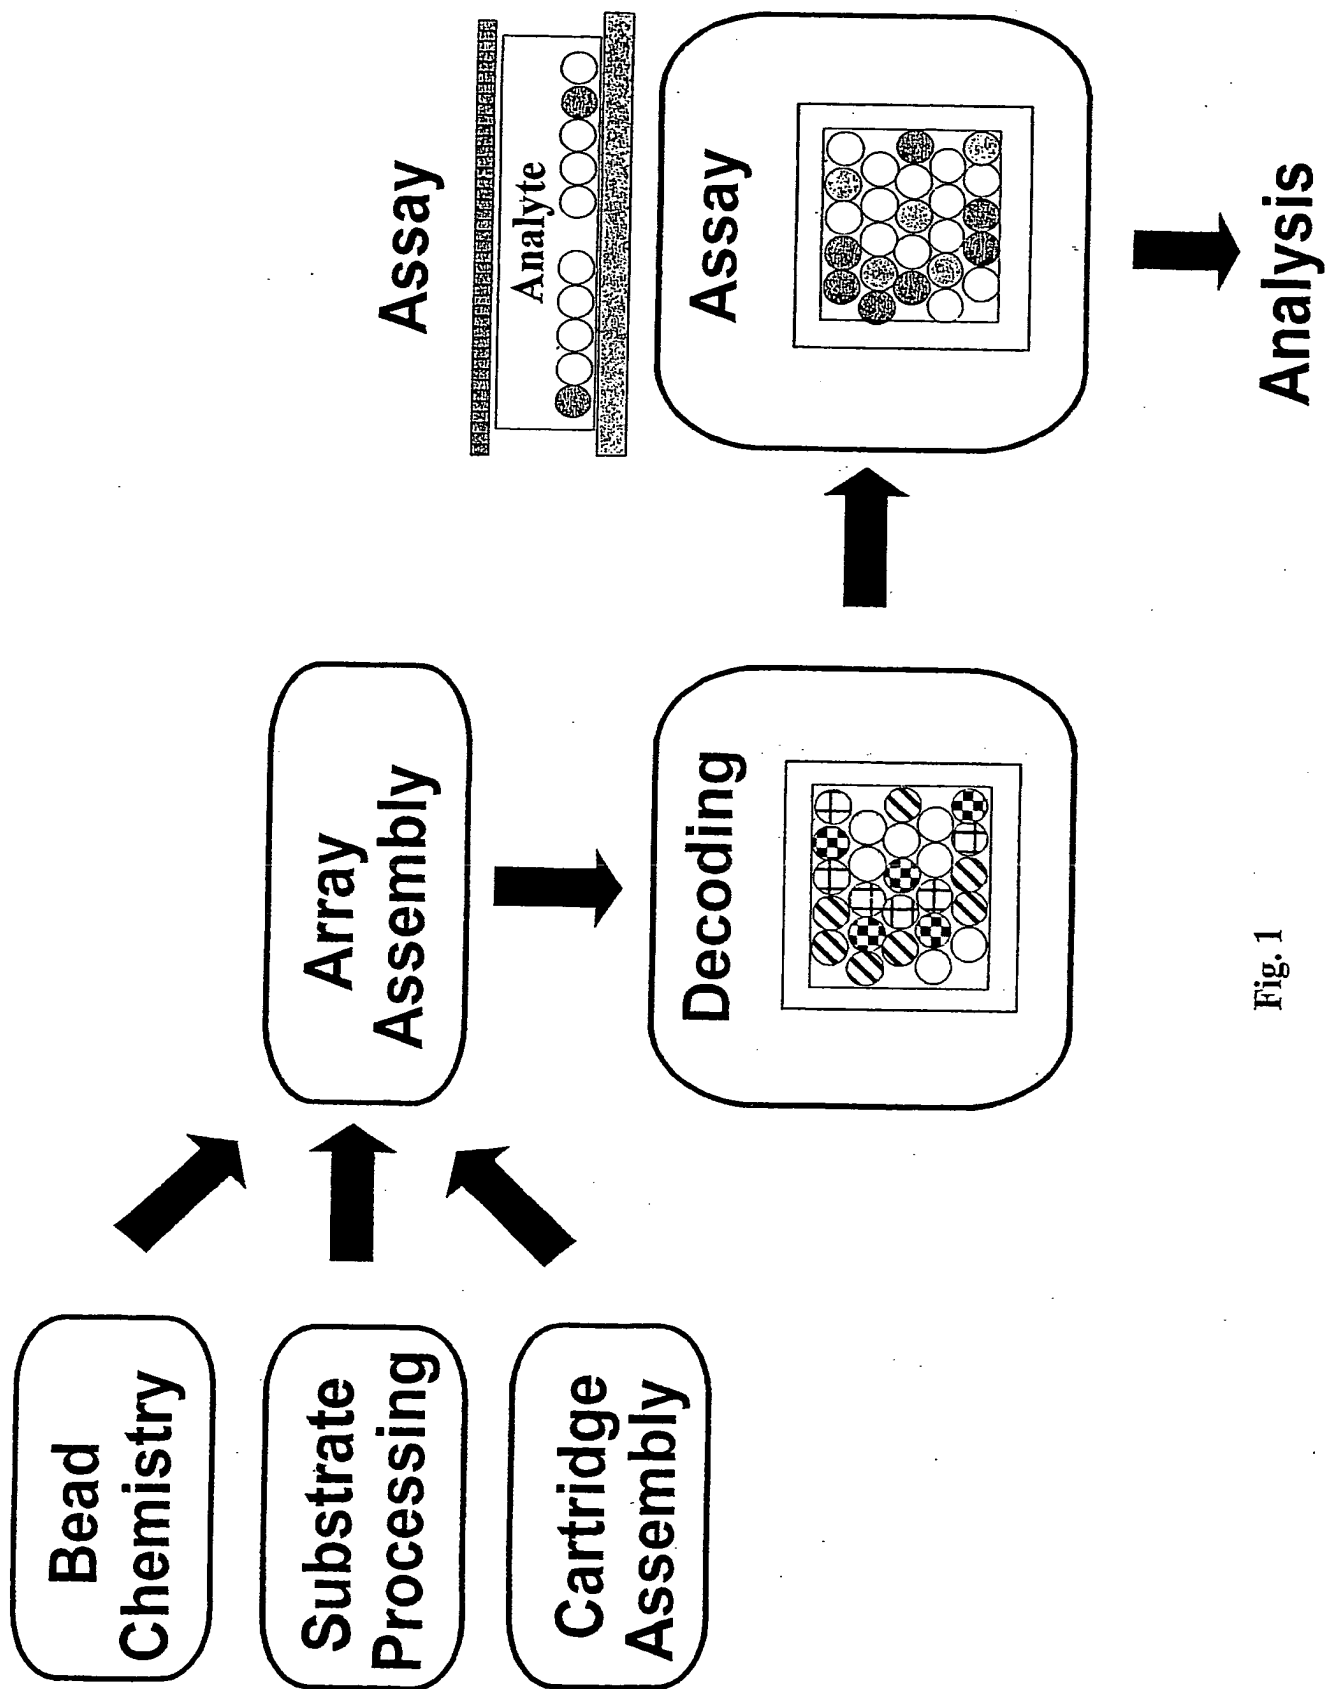 Bead
Chemistry
Substrate
Processing
Cartridge
Assembly
Array
Assembly
Decoding
Assay
Analyte
Assay
Analysis
Fig. 1